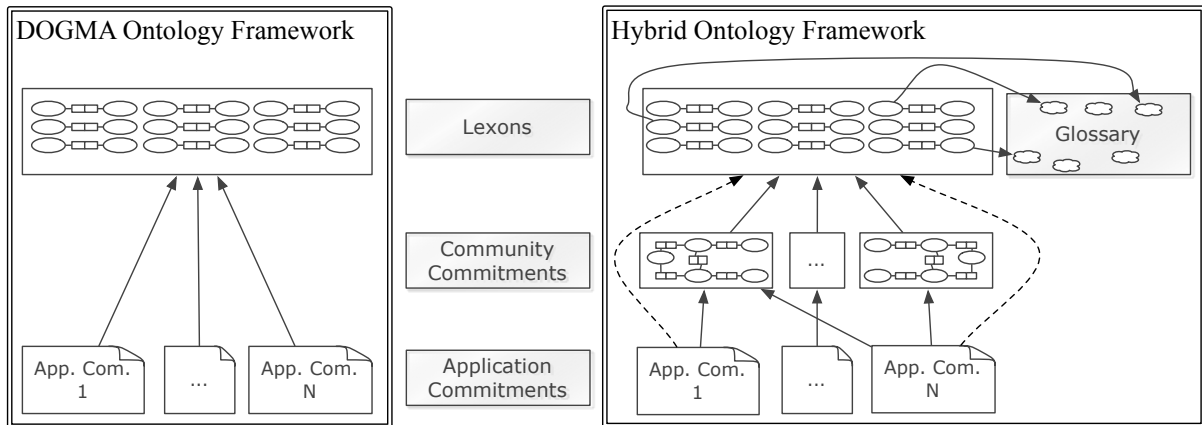 DOGMA Ontology Framework
App. Com.
1
...
App. Com.
N
Lexons
Community
Commitments
Application
Commitments
Hybrid Ontology Framework
Glossary
...
App. Com.
1
...
App. Com.
N